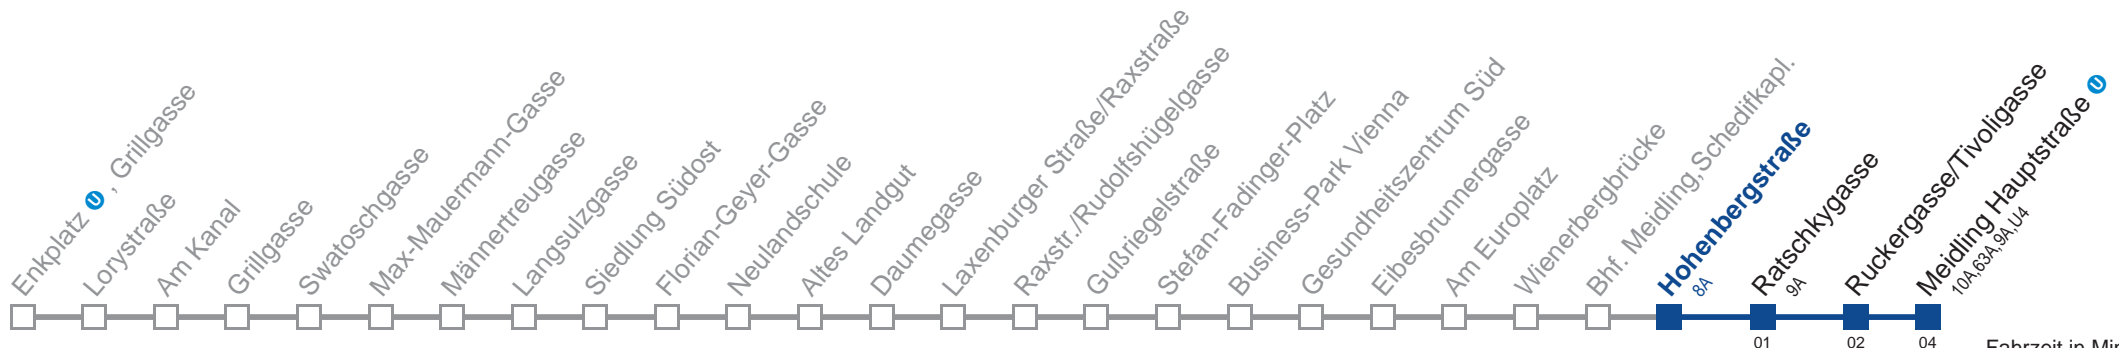 Enkplatz U , Grillgasse
Lorystraße
Am Kanal
Grillgasse
Swatoschgasse
Max-Mauermann-Gasse
Männertreugasse
Langsulzgasse
Siedlung Südost
Florian-Geyer-Gasse
Neulandschule
Altes Landgut
Daumegasse
Laxenburger Straße/Raxstraße
Raxstr./Rudolfshügelgasse
Gußriegelstraße
Stefan-Fadinger-Platz
Business-Park Vienna
Gesundheitszentrum Süd
Eibesbrunnergasse
Am Europlatz
Wienerbergbrücke
Bhf. Meidling,Schedifkapl.
Hohenbergstraße
8A
Ratschkygasse
9A
Ruckergasse/Tivoligasse
Meidling Hauptstraße U
10A,63A,9A,U4
01
02
04
Fahrzeit in